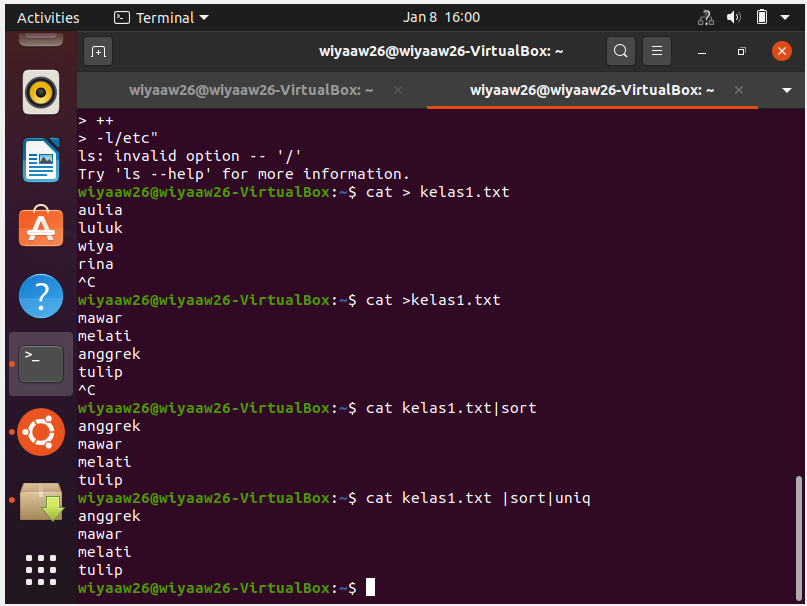 Activities
Terminal
Jan 8 16:00
wiyaaw26@wiyaaw26-VirtualBox: ~
wiyaaw26@wiyaaw26-VirtualBox: ~
wiyaaw26@wiyaaw26-VirtualBox: ~
> ++
> -l/etc"
ls: invalid option -- '/'
Try 'ls --help' for more information.
wiyaaw26@wiyaaw26-VirtualBox:~$ cat > kelas1.txt
aulia
luluk
wiya
rina
^C
wiyaaw26@wiyaaw26-VirtualBox:~$ cat >kelas1.txt
mawar
melati
anggrek
tulip
^C
wiyaaw26@wiyaaw26-VirtualBox:~$ cat kelas1.txt|sort
anggrek
mawar
melati
tulip
wiyaaw26@wiyaaw26-VirtualBox:~$ cat kelas1.txt |sort|uniq
anggrek
mawar
melati
tulip
wiyaaw26@wiyaaw26-VirtualBox:~$